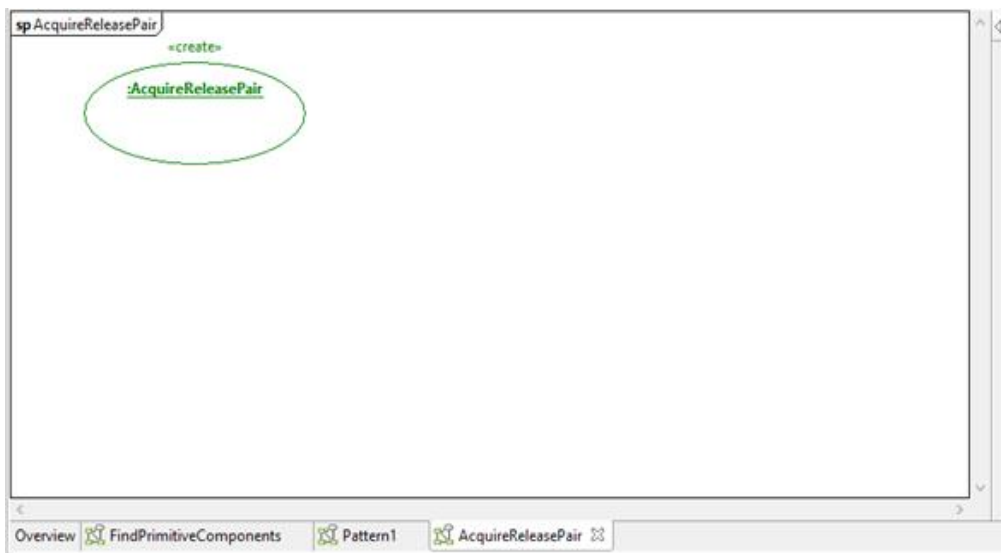 sp AcquireReleasePair
«create»
:AcquireReleasePair
Overview FindPrimitiveComponents Pattern1 AcquireReleasePair